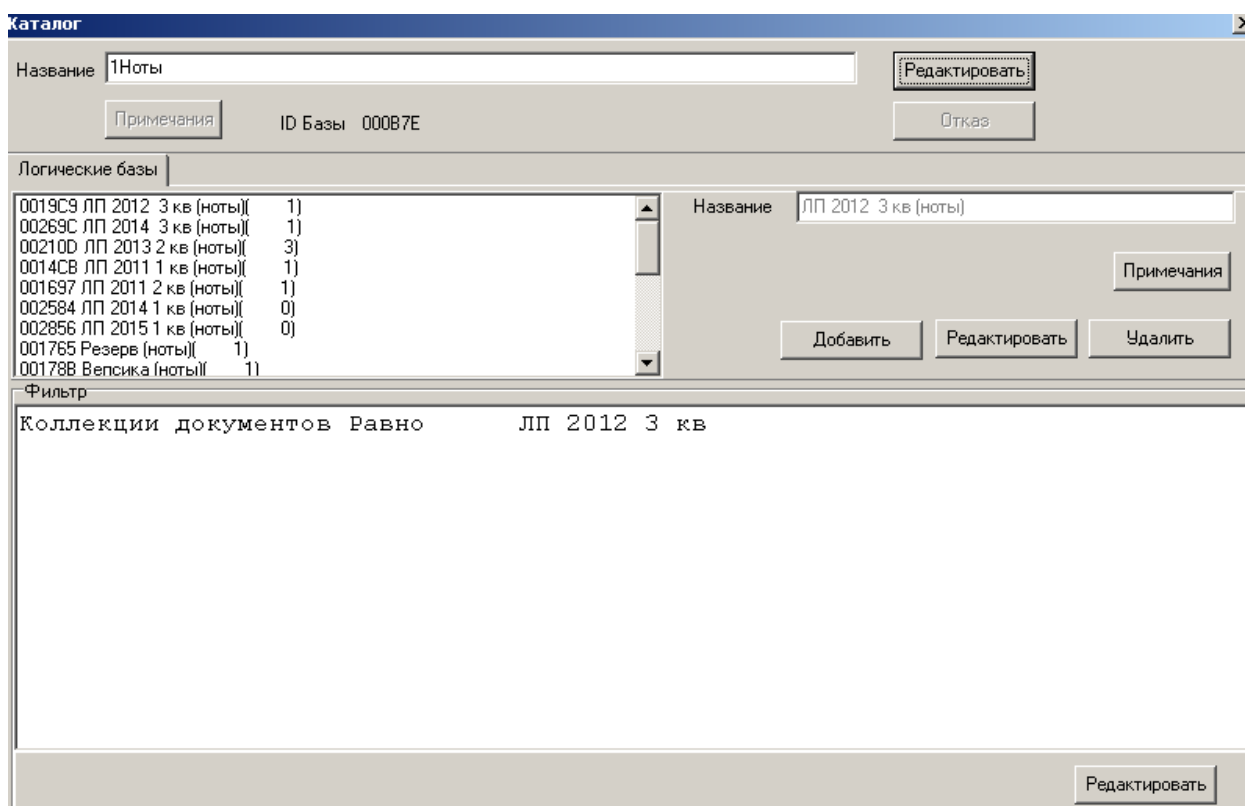 Каталог
Название 1Ноты Редактировать
Примечания ID Базы 000B7E Отказ
Логические базы
0019C9 ЛП 2012 3 кв (ноты)( 1)
00269C ЛП 2014 3 кв (ноты)( 1)
00210D ЛП 2013 2 кв (ноты)( 3)
0014CB ЛП 2011 1 кв (ноты)( 1)
001697 ЛП 2011 2 кв (ноты)( 1)
002584 ЛП 2014 1 кв (ноты)( 0)
002856 ЛП 2015 1 кв (ноты)( 0)
001765 Резерв (ноты)( 1)
00178B Вепсика (ноты)( 1)
Название ЛП 2012 3 кв (ноты)
Примечания
Добавить Редактировать Удалить
Фильтр
Коллекции документов Равно ЛП 2012 3 кв
Редактировать